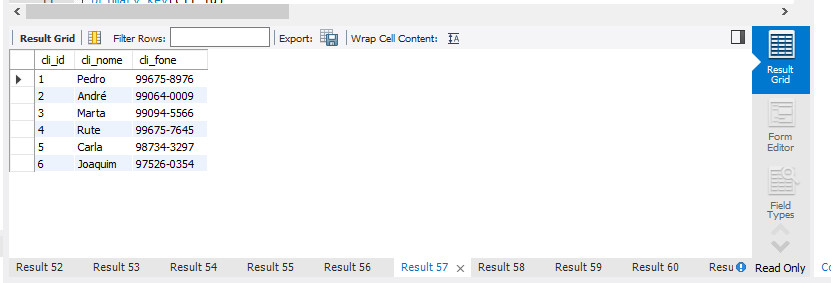 Result Grid Filter Rows: Export: Wrap Cell Content:
cli_id cli_nome cli_fone
1 Pedro 99675-8976
2 André 99064-0009
3 Marta 99094-5566
4 Rute 99675-7645
5 Carla 98734-3297
6 Joaquim 97526-0354
Result
Grid
Form
Editor
Field
Types
Result 52 Result 53 Result 54 Result 55 Result 56 Result 57 Result 58 Result 59 Result 60 Resu Read Only